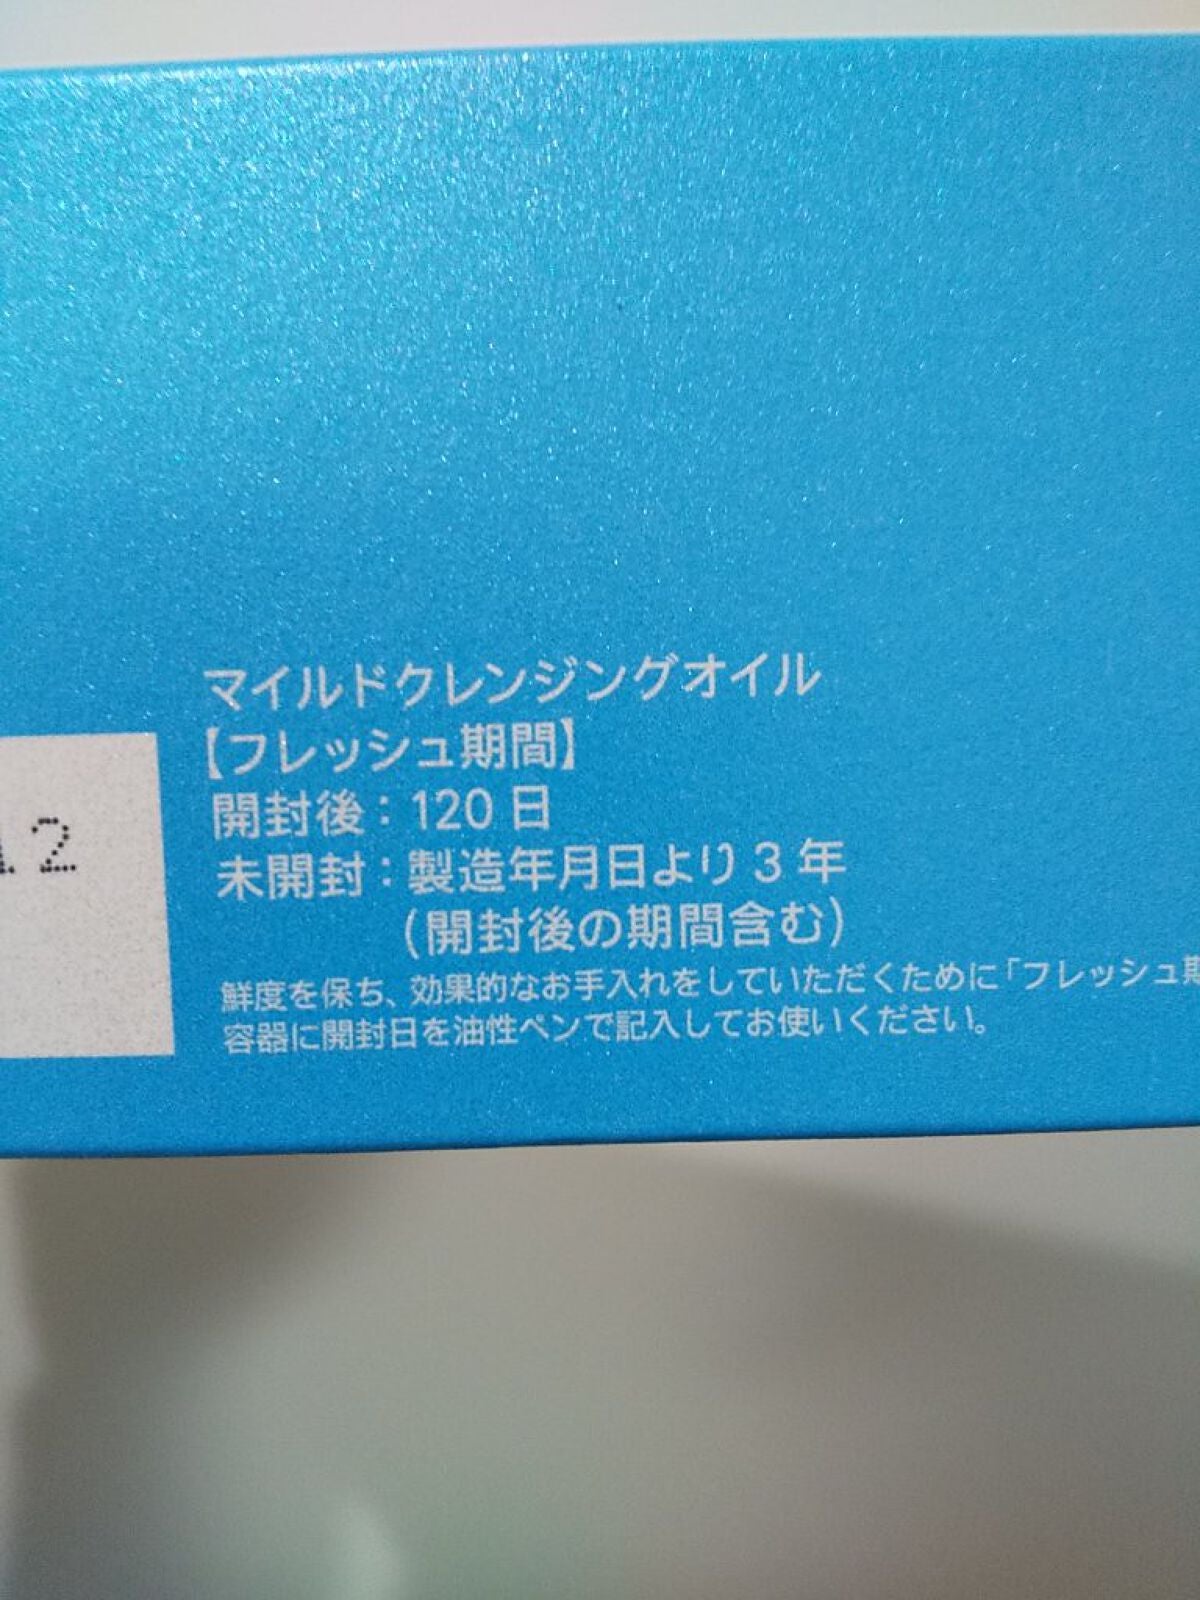 マイルドクレンジングオイル
【フレッシュ期間】
開封後：120日
未開封：製造年月日より3年
（開封後の期間含む）
鮮度を保ち、効果的なお手入れをしていただくために「フレッシュ期
容器に開封日を油性ペンで記入してお使いください。
12